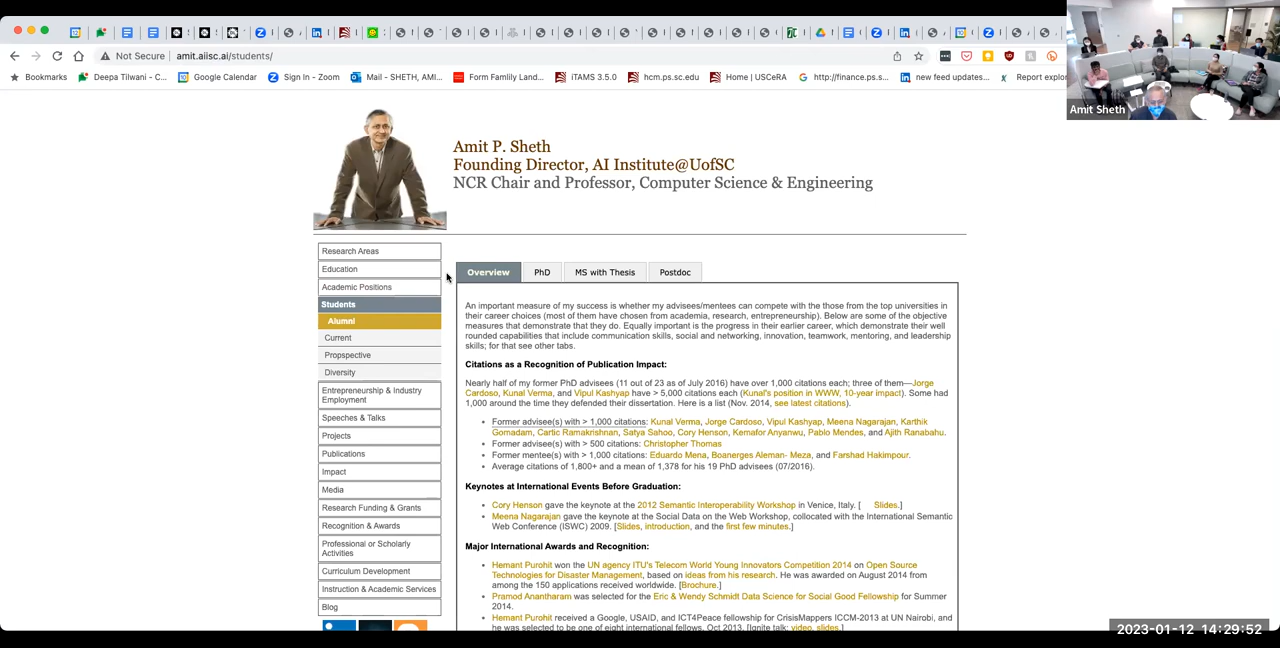 Not Secure | amit.aiisc.ai/students/
Bookmarks
Deepa Tilwani - C...
Google Calendar
Sign In - Zoom
Mail - SHETH, AMI...
Form Famlily Land...
iTAMS 3.5.0
hcm.ps.sc.edu
Home | USCeRA
http://finance.ps.s...
new feed updates...
Report explor
Amit Sheth
Amit P. Sheth
Founding Director, AI Institute@UofSC
NCR Chair and Professor, Computer Science & Engineering
Research Areas
Education
Academic Positions
Students
Alumni
Current
Propspective
Diversity
Entrepreneurship & Industry
Employment
Speeches & Talks
Projects
Publications
Impact
Media
Research Funding & Grants
Recognition & Awards
Professional or Scholarly
Activities
Curriculum Development
Instruction & Academic Services
Blog
Overview
PhD
MS with Thesis
Postdoc
An important measure of my success is whether my advisees/mentees can compete with the those from the top universities in
their career choices (most of them have chosen from academia, research, entrepreneurship). Below are some of the objective
measures that demonstrate that they do. Equally important is the progress in their earlier career, which demonstrate their well
rounded capabilities that include communication skills, social and networking, innovation, teamwork, mentoring, and leadership
skills; for that see other tabs.
Citations as a Recognition of Publication Impact:
Nearly half of my former PhD advisees (11 out of 23 as of July 2016) have over 1,000 citations each; three of them—Jorge
Cardoso, Kunal Verma, and Vipul Kashyap have > 5,000 citations each (Kunal's position in WWW, 10-year impact). Some had
1,000 around the time they defended their dissertation. Here is a list (Nov. 2014, see latest citations).
• Former advisee(s) with > 1,000 citations: Kunal Verma, Jorge Cardoso, Vipul Kashyap, Meena Nagarajan, Karthik
Gomadam, Cartic Ramakrishnan, Satya Sahoo, Cory Henson, Kemafor Anyanwu, Pablo Mendes, and Ajith Ranabahu.
• Former advisee(s) with > 500 citations: Christopher Thomas
• Former mentee(s) with > 1,000 citations: Eduardo Mena, Boanerges Aleman- Meza, and Farshad Hakimpour.
• Average citations of 1,800+ and a mean of 1,378 for his 19 PhD advisees (07/2016).
Keynotes at International Events Before Graduation:
• Cory Henson gave the keynote at the 2012 Semantic Interoperability Workshop in Venice, Italy. [ Slides.]
• Meena Nagarajan gave the keynote at the Social Data on the Web Workshop, collocated with the International Semantic
Web Conference (ISWC) 2009. [Slides, introduction, and the first few minutes.]
Major International Awards and Recognition:
• Hemant Purohit won the UN agency ITU's Telecom World Young Innovators Competition 2014 on Open Source
Technologies for Disaster Management, based on ideas from his research. He was awarded on August 2014 from
among the 150 applications received worldwide. [Brochure.]
• Pramod Anantharam was selected for the Eric & Wendy Schmidt Data Science for Social Good Fellowship for Summer
2014.
• Hemant Purohit received a Google, USAID, and ICT4Peace fellowship for CrisisMappers ICCM-2013 at UN Nairobi, and
he was selected to be one of eight international fellows, Oct 2013. [Ignite talk: video, slides.]
2023-01-12 14:29:52